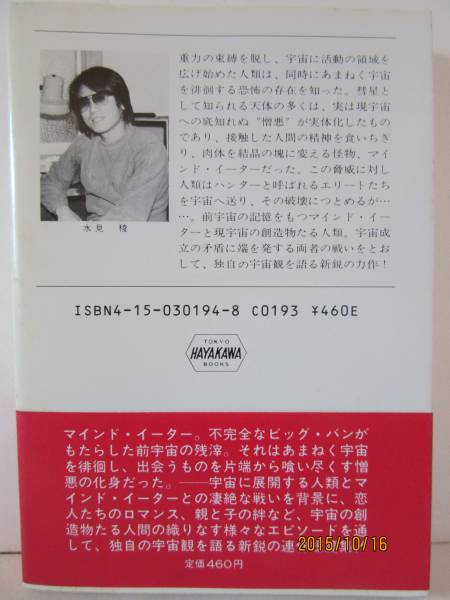 重力の束縛を脱し、宇宙に活動の領域を
広げ始めた人類は、同時にあまねく宇宙
を徘徊する恐怖の存在を知った。彗星と
して知られる天体の多くは、実は現宇宙
への底知れぬ“憎悪”が実体化したもの
であり、接触した人間の精神を食いちぎ
り、肉体を結晶の塊に変える怪物、マイ
ンド・イーターだった。この脅威に対し
人類はハンターと呼ばれるエリートたち
を宇宙へ送り、その破壊につとめるが…
…。前宇宙の記憶をもつマインド・イー
ターと現宇宙の創造物たる人類。宇宙成
立の矛盾に端を発する両者の戦いをとお
して、独自の宇宙観を語る新鋭の力作！
水見 稜
ISBN4-15-030194-8 C0193 ¥460E
TOKYO
HAYAKAWA
BOOKS
マインド・イーター。不完全なビッグ・バンが
もたらした前宇宙の残滓。それはあまねく宇宙
を徘徊し、出会うものを片端から喰い尽くす憎
悪の化身だった。――宇宙に展開する人類とマ
インド・イーターとの凄絶な戦いを背景に、恋
人たちのロマンス、親と子の絆など、宇宙の創
造物たる人間の織りなす様々なエピソードを通
して、独自の宇宙観を語る新鋭の連
定価460円
2015/10/16